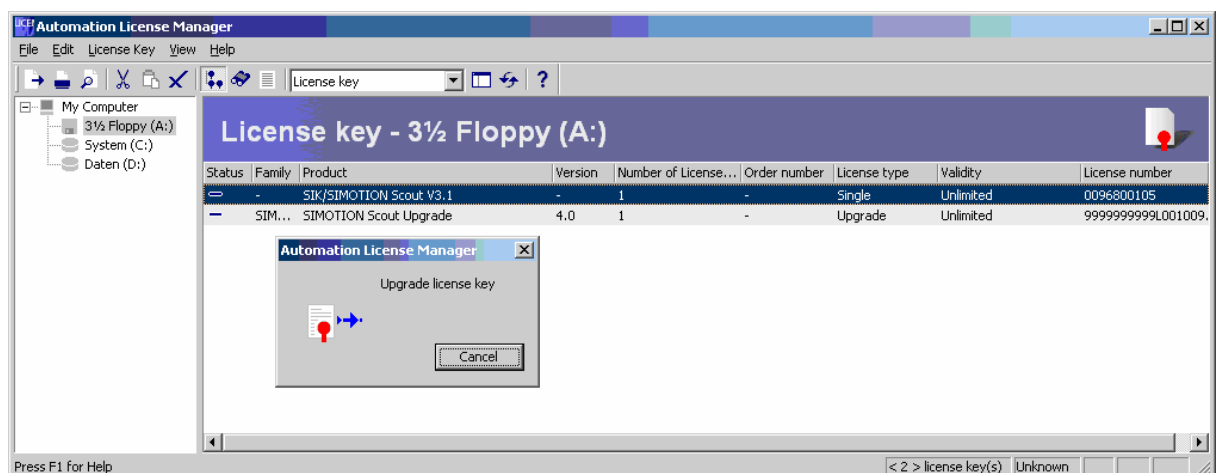 Automation License Manager
File Edit License Key View Help
License key
My Computer
3½ Floppy (A:)
System (C:)
Daten (D:)
License key - 3½ Floppy (A:)
Status Family Product Version Number of License... Order number License type Validity License number
- SIK/SIMOTION Scout V3.1 - 1 - Single Unlimited 0096800105
SIM... SIMOTION Scout Upgrade 4.0 1 - Upgrade Unlimited 9999999999L001009.
Automation License Manager
Upgrade license key
Cancel
Press F1 for Help
< 2 > license key(s) Unknown